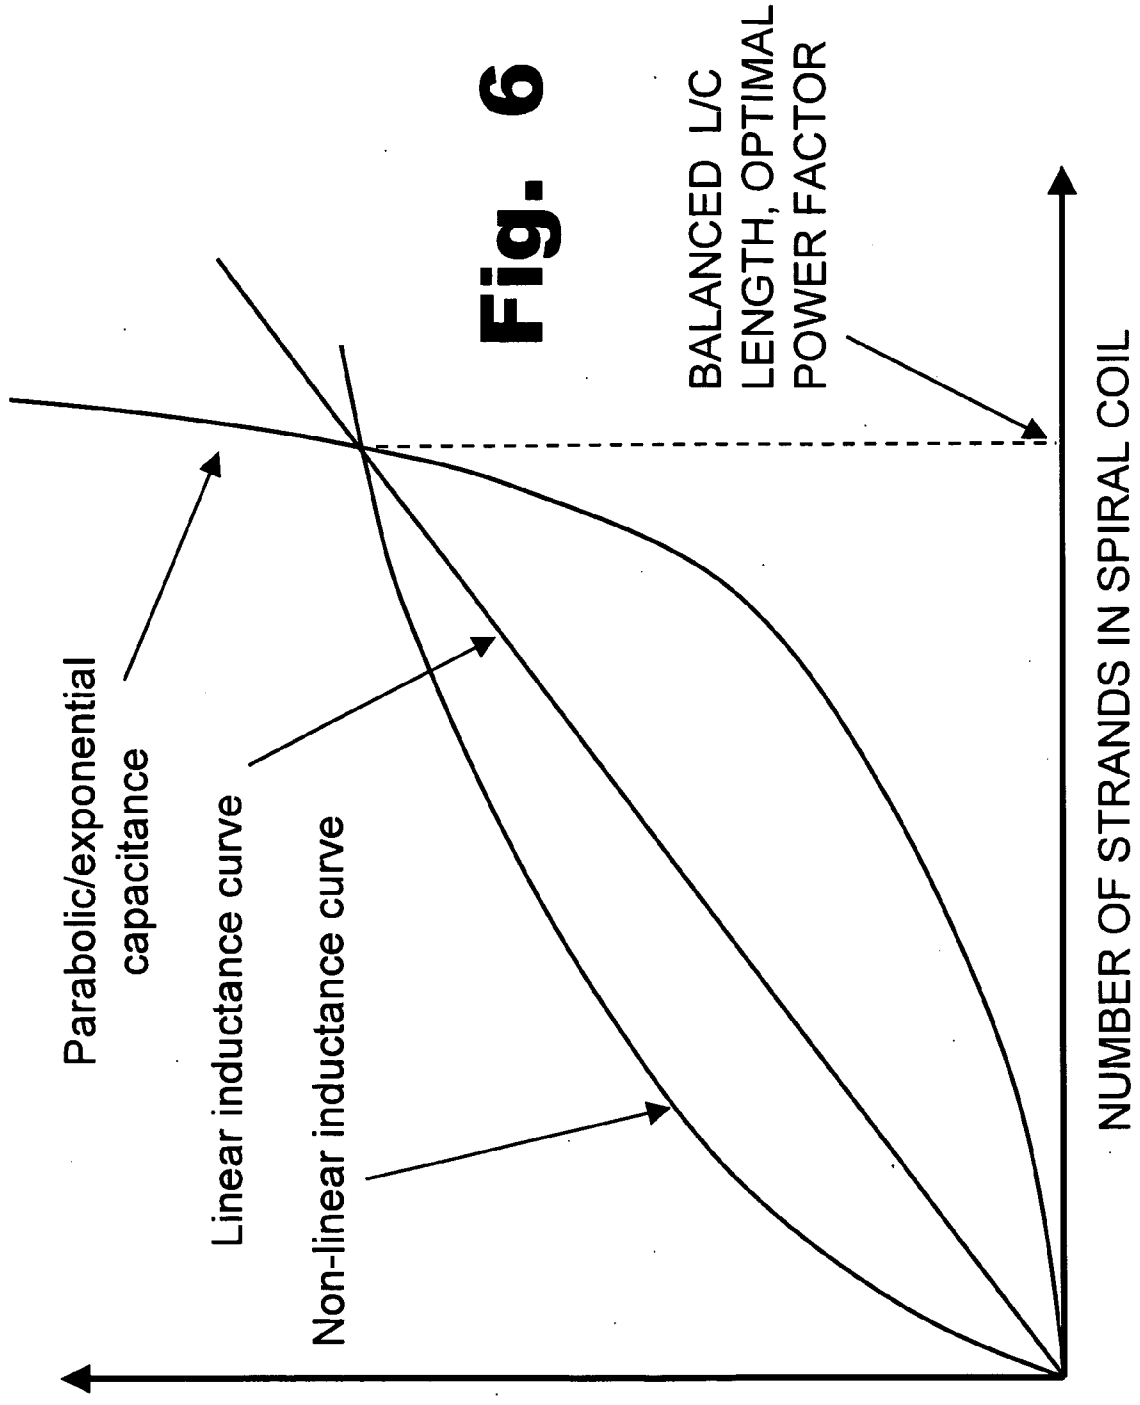 Parabolic/exponential
capacitance
Linear inductance curve
Non-linear inductance curve
Fig. 6
BALANCED L/C
LENGTH, OPTIMAL
POWER FACTOR
NUMBER OF STRANDS IN SPIRAL COIL